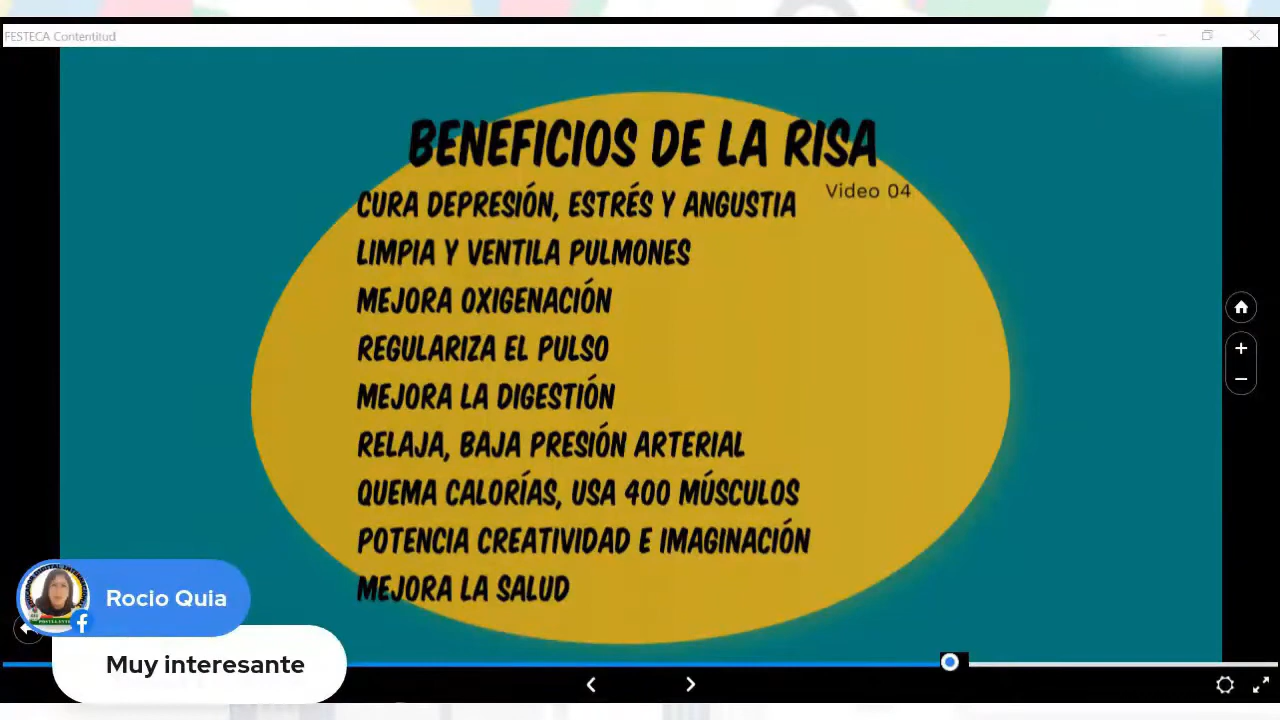 FESTECA Contentitud
BENEFICIOS DE LA RISA
Video 04
CURA DEPRESIÓN, ESTRÉS Y ANGUSTIA
LIMPIA Y VENTILA PULMONES
MEJORA OXIGENACIÓN
REGULARIZA EL PULSO
MEJORA LA DIGESTIÓN
RELAJA, BAJA PRESIÓN ARTERIAL
QUEMA CALORÍAS, USA 400 MÚSCULOS
POTENCIA CREATIVIDAD E IMAGINACIÓN
MEJORA LA SALUD
Rocio Quia
Muy interesante